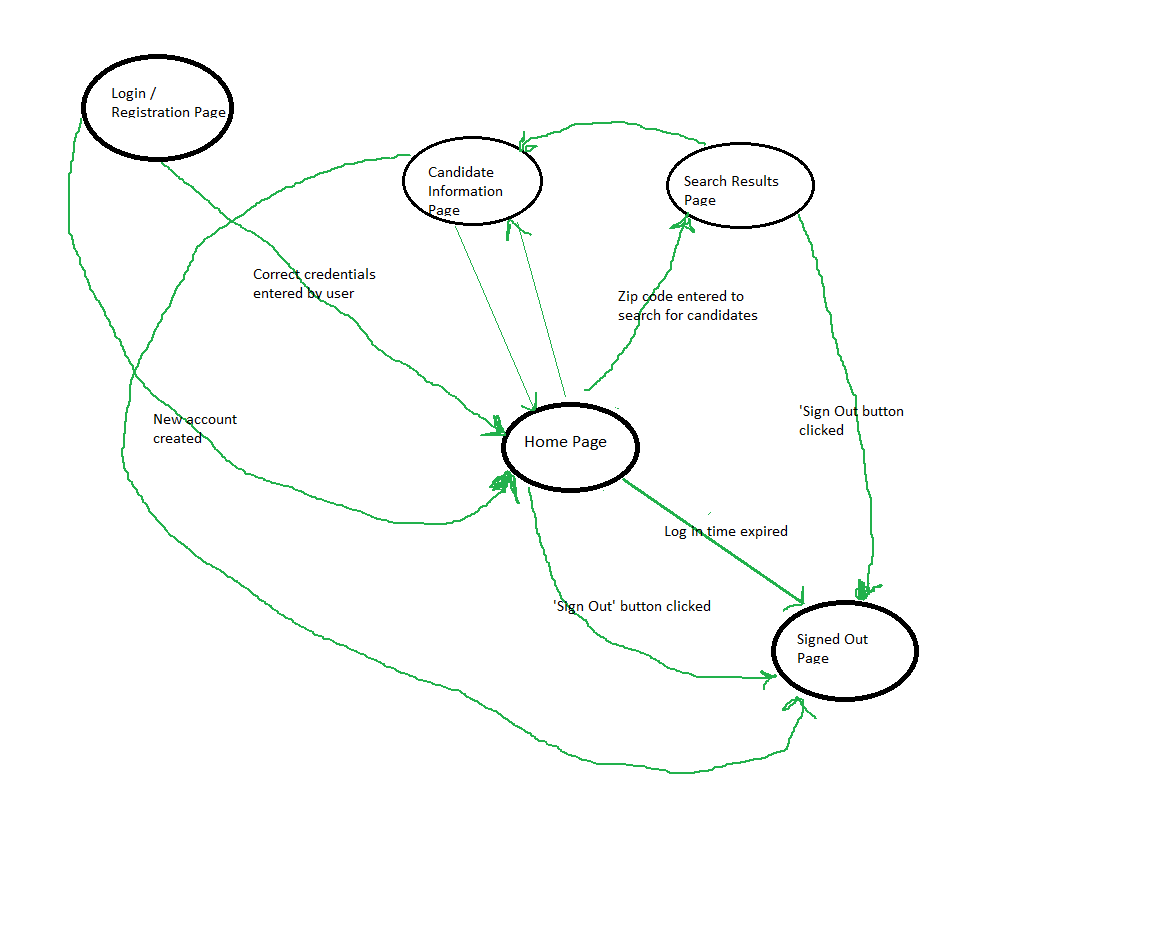 Login /
Registration Page
Candidate
Information
Page
Search Results
Page
Correct credentials
entered by user
Zip code entered to
search for candidates
New account
created
'Sign Out button
clicked
Home Page
Log in time expired
'Sign Out' button clicked
Signed Out
Page